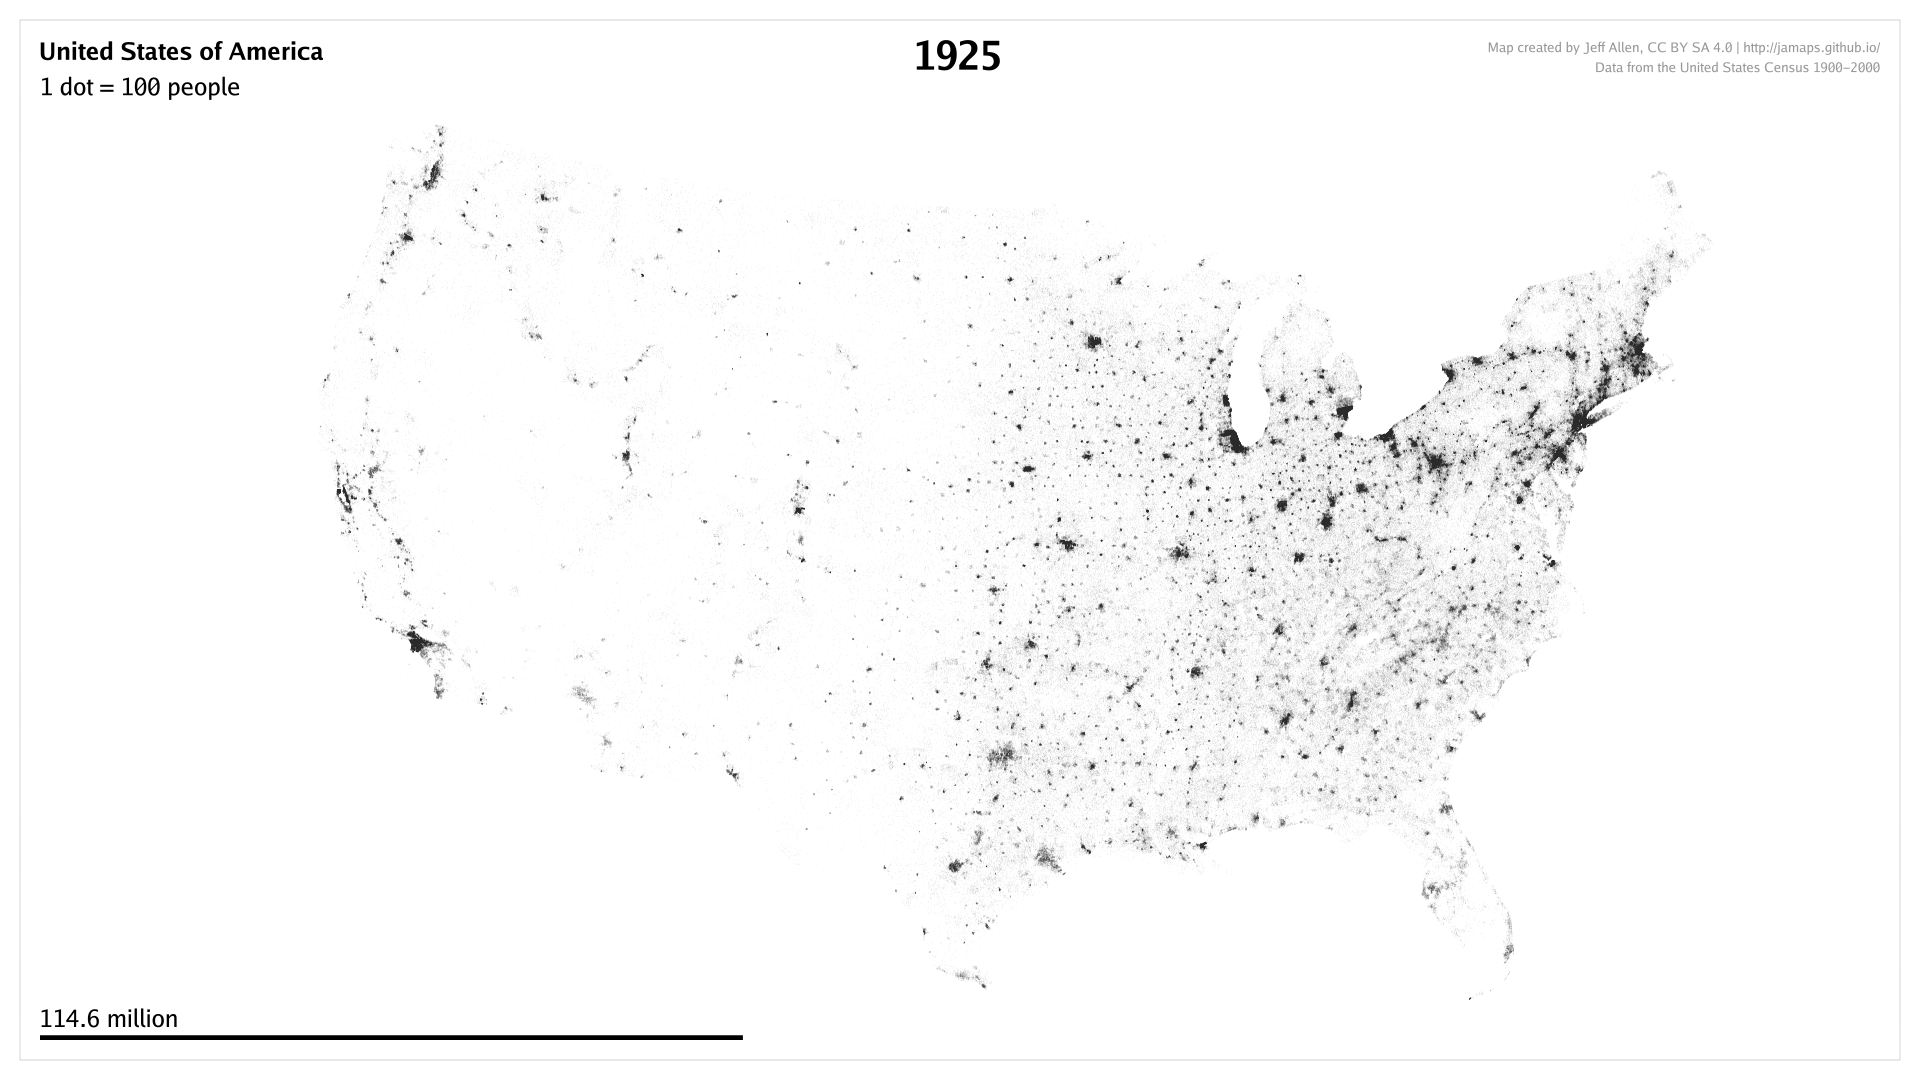 United States of America
1 dot = 100 people
1925
Map created by Jeff Allen, CC BY SA 4.0 | http://jamaps.github.io/
Data from the United States Census 1900-2000
114.6 million